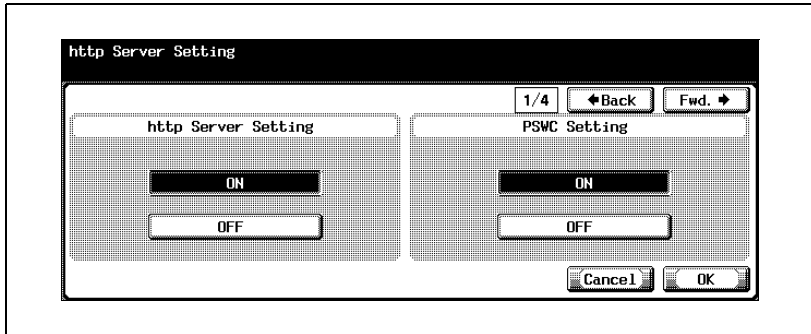 http Server Setting
1/4 ←Back Fwd. →
http Server Setting PSWC Setting
ON ON
OFF OFF
Cancel OK